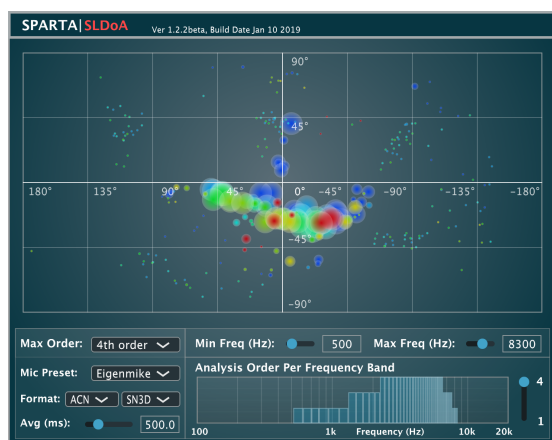 SPARTA|SLDoA Ver 1.2.2beta, Build Date Jan 10 2019
90°
45°
180° 135° 90° 45° 0° -45° -90° -135° -180°
-45°
-90°
Max Order: 4th order Min Freq (Hz): 500 Max Freq (Hz): 8300
Mic Preset: Eigenmike
Format: ACN SN3D
Avg (ms): 500.0
Analysis Order Per Frequency Band
4
1
100 1k Frequency (Hz) 10k 20k